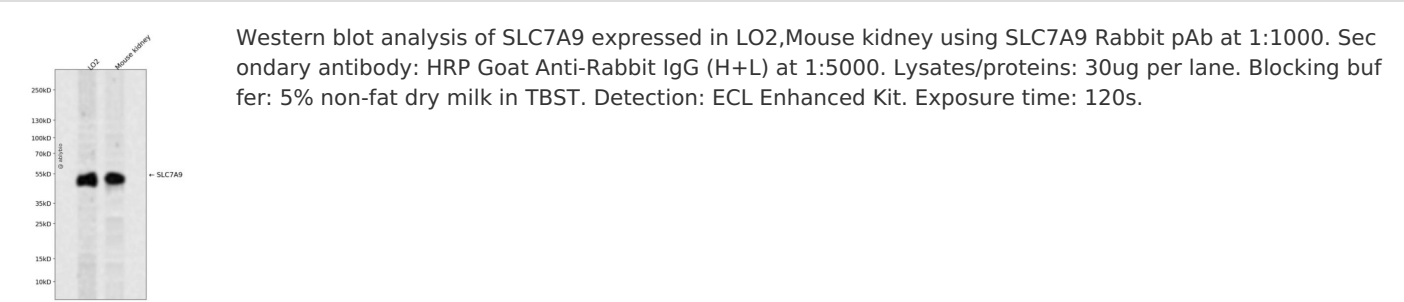 LO2
Mouse kidney
250kD
130kD
100kD
70kD
55kD
35kD
25kD
15kD
10kD
← SLC7A9
Western blot analysis of SLC7A9 expressed in LO2,Mouse kidney using SLC7A9 Rabbit pAb at 1:1000. Sec
ondary antibody: HRP Goat Anti-Rabbit IgG (H+L) at 1:5000. Lysates/proteins: 30ug per lane. Blocking buf
fer: 5% non-fat dry milk in TBST. Detection: ECL Enhanced Kit. Exposure time: 120s.